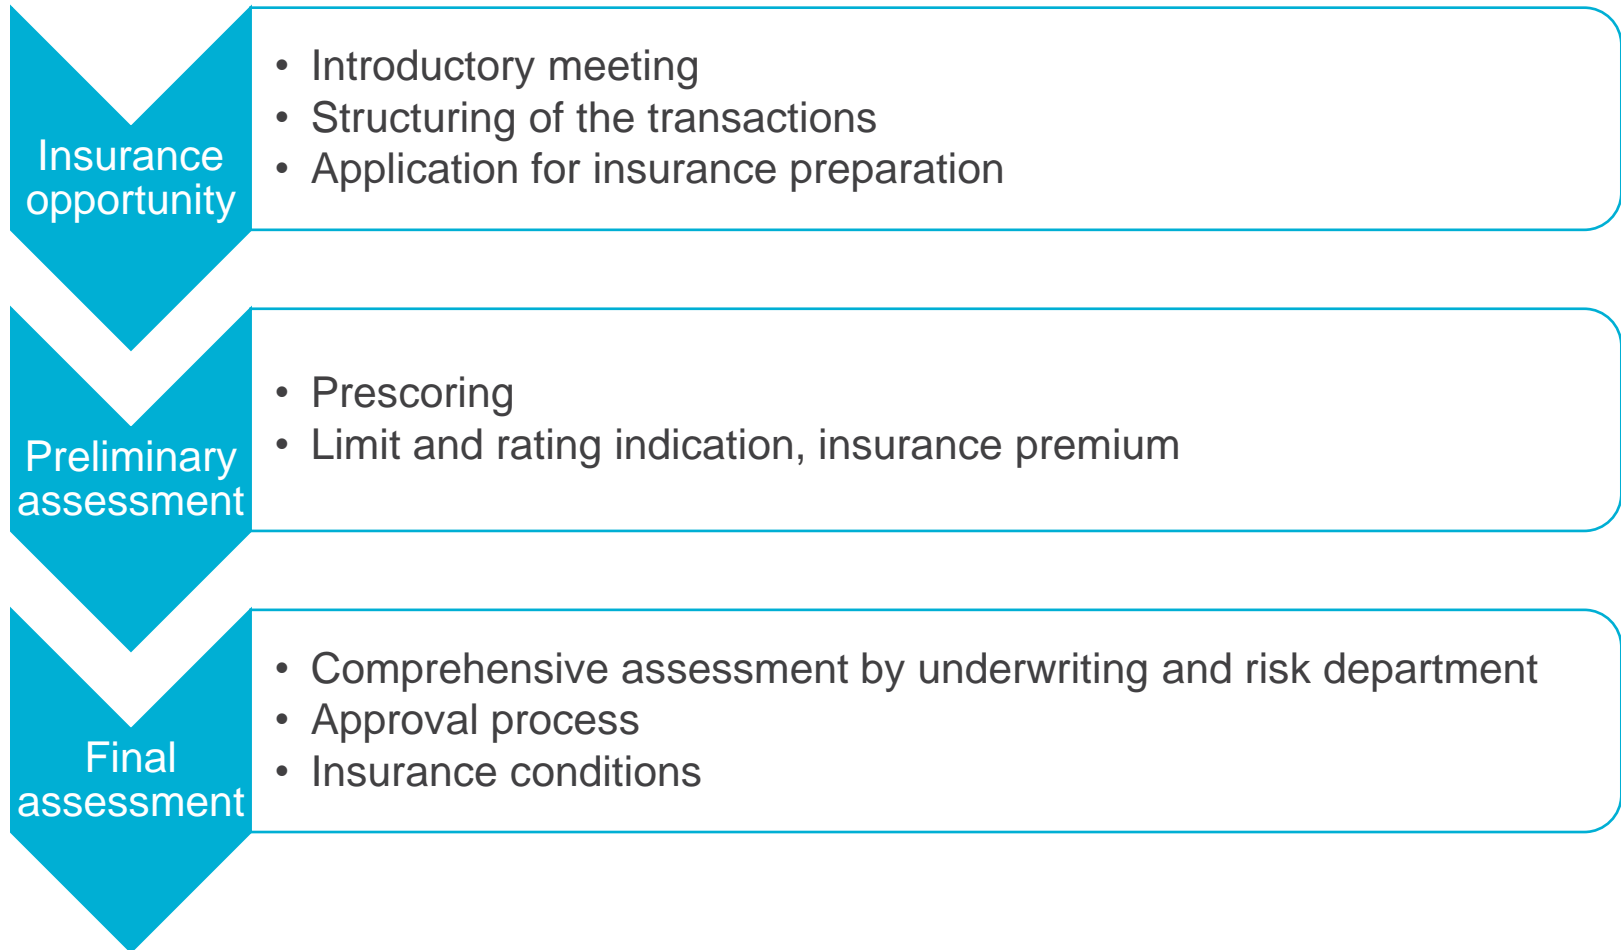 Insurance
opportunity
• Introductory meeting
• Structuring of the transactions
• Application for insurance preparation
Preliminary
assessment
• Prescoring
• Limit and rating indication, insurance premium
Final
assessment
• Comprehensive assessment by underwriting and risk department
• Approval process
• Insurance conditions